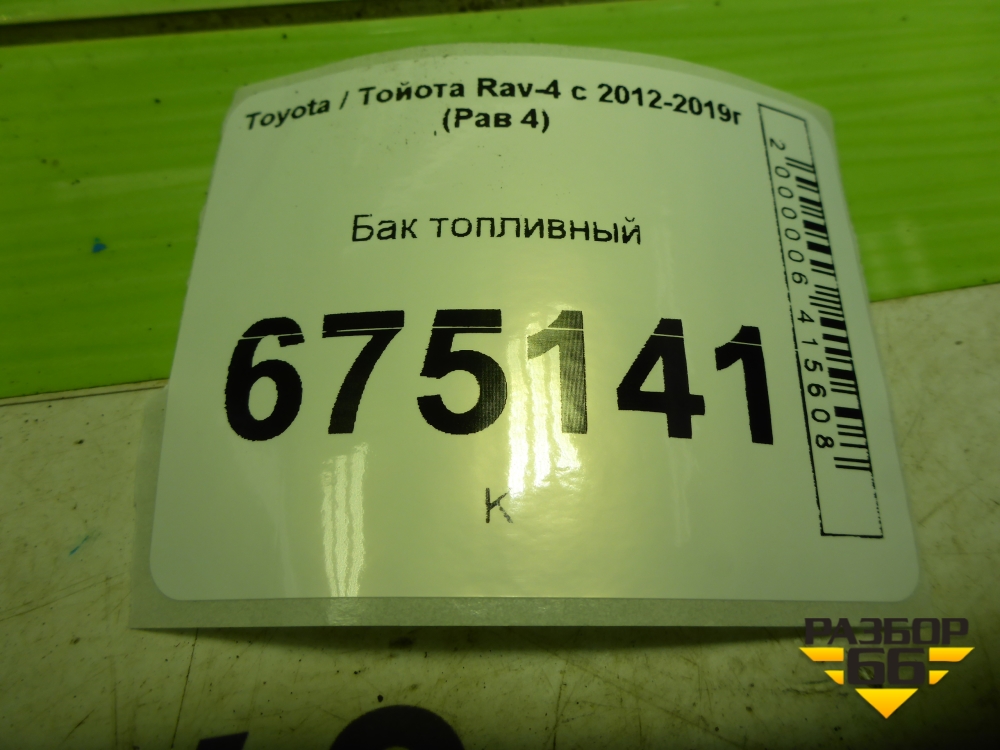 Toyota / Тойота Rav-4 с 2012-2019г
(Рав 4)
Бак топливный
675141
К
2000006415608
РАЗБОР
66